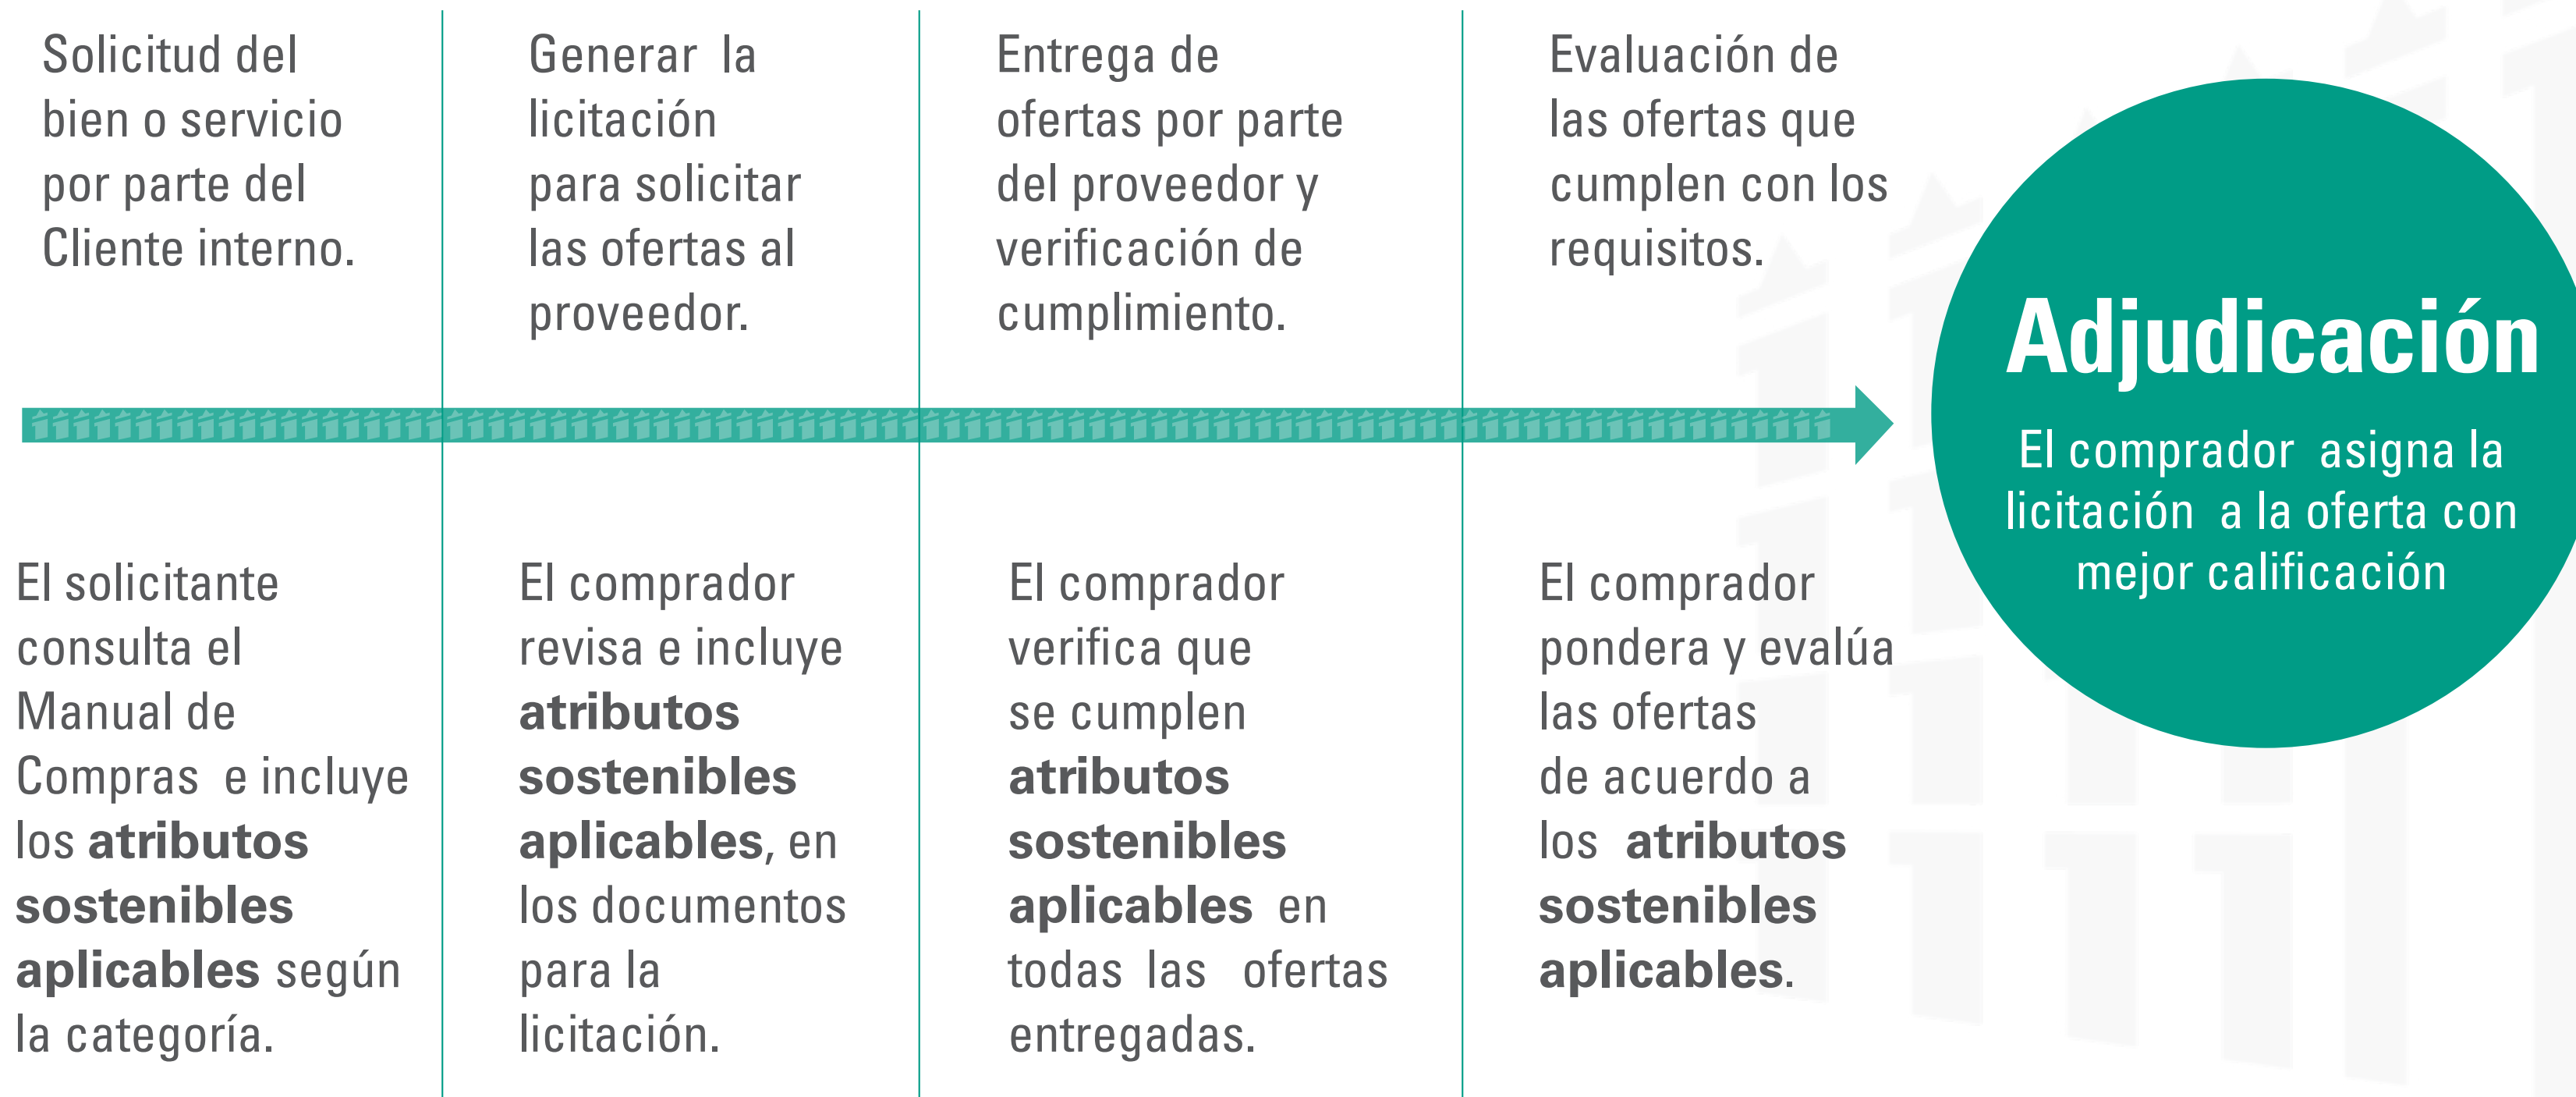 Solicitud del
bien o servicio
por parte del
Cliente interno.
Generar la
licitación
para solicitar
las ofertas al
proveedor.
Entrega de
ofertas por parte
del proveedor y
verificación de
cumplimiento.
Evaluación de
las ofertas que
cumplen con los
requisitos.
El solicitante
consulta el
Manual de
Compras e incluye
los atributos
sostenibles
aplicables según
la categoría.
El comprador
revisa e incluye
atributos
sostenibles
aplicables, en
los documentos
para la
licitación.
El comprador
verifica que
se cumplen
atributos
sostenibles
aplicables en
todas las ofertas
entregadas.
El comprador
pondera y evalúa
las ofertas
de acuerdo a
los atributos
sostenibles
aplicables.
Adjudicación
El comprador asigna la
licitación a la oferta con
mejor calificación